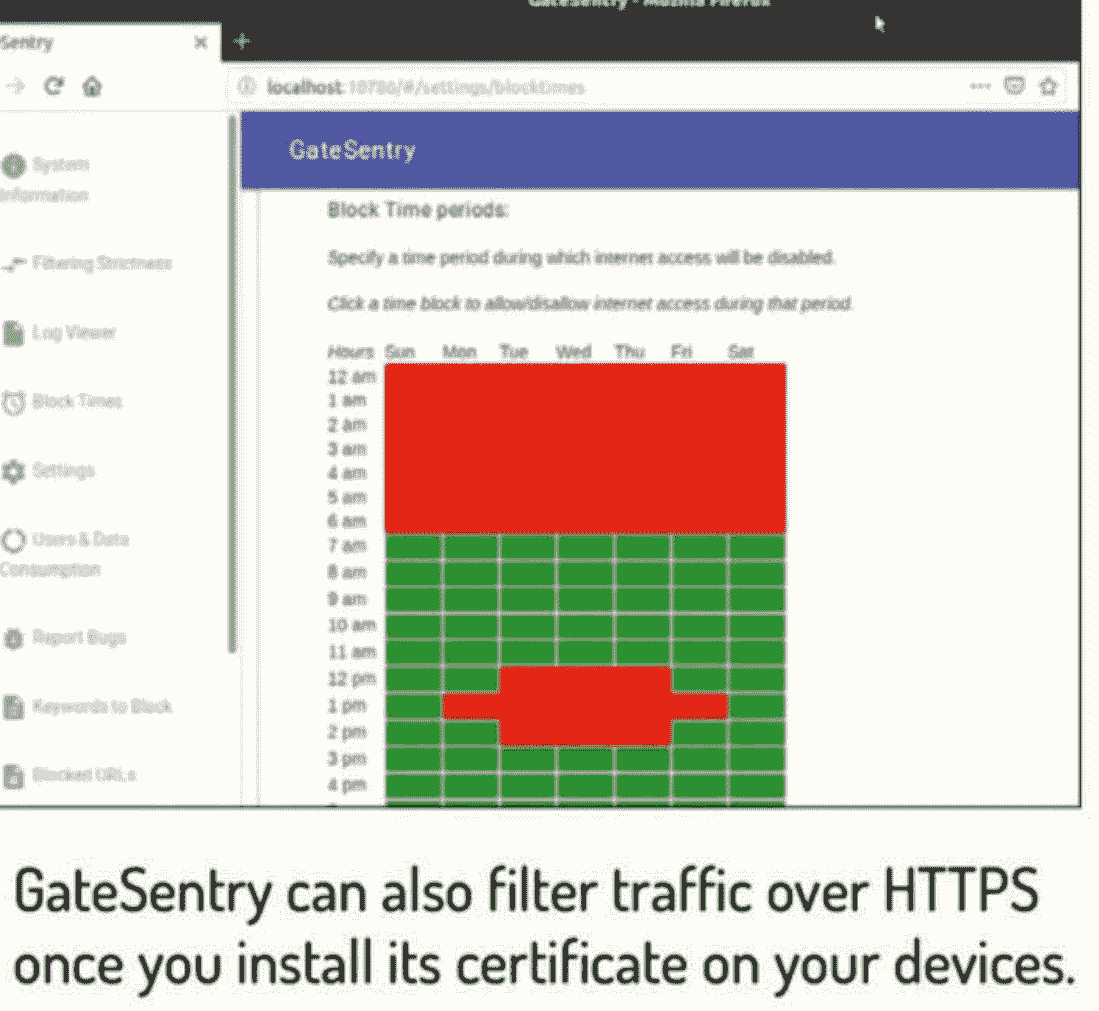 GateSentry - Mozilla Firefox
Sentry
localhost:10786/#/settings/blocktimes
GateSentry
System
Information
Filtering Strictness
Log Viewer
Block Times
Settings
Users & Data
Consumption
Report Bugs
Keywords to Block
Blocked URLs
Block Time periods:
Specify a time period during which internet access will be disabled.
Click a time block to allow/disallow internet access during that period.
Hours Sun Mon Tue Wed Thu Fri Sat
12 am
1 am
2 am
3 am
4 am
5 am
6 am
7 am
8 am
9 am
10 am
11 am
12 pm
1 pm
2 pm
3 pm
4 pm
GateSentry can also filter traffic over HTTPS
once you install its certificate on your devices.